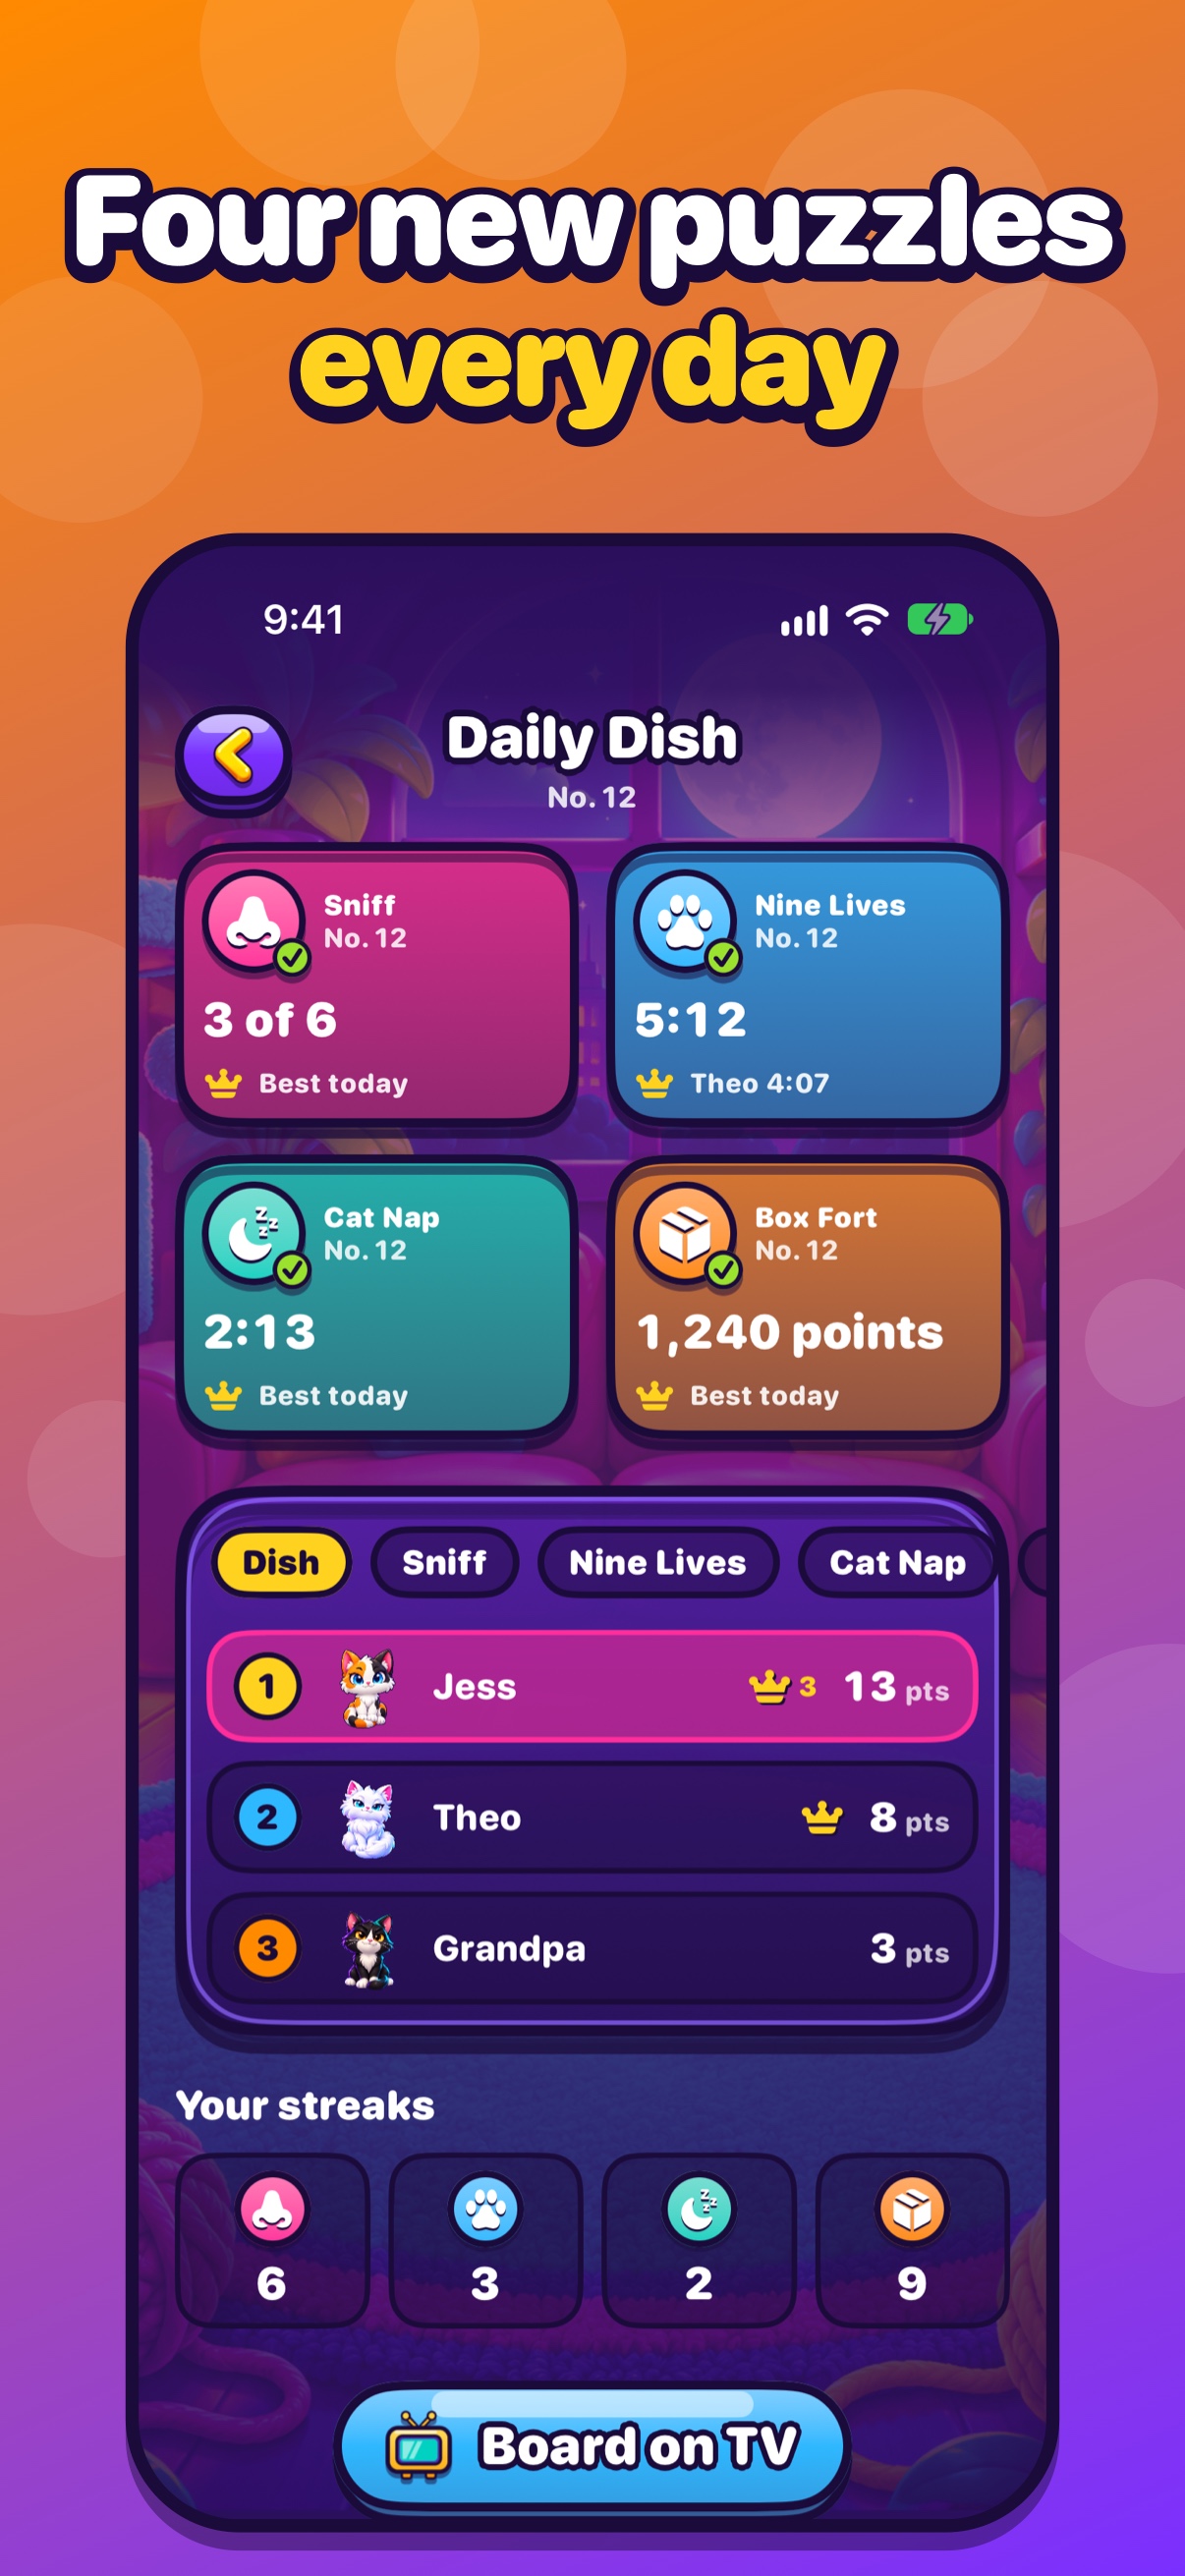 Four new puzzles
every day
9:41
Daily Dish
No. 12
Sniff
No. 12
3 of 6
Best today
Nine Lives
No. 12
5:12
Theo 4:07
Cat Nap
No. 12
2:13
Best today
Box Fort
No. 12
1,240 points
Best today
Dish Sniff Nine Lives Cat Nap
1 Jess 3 13 pts
2 Theo 8 pts
3 Grandpa 3 pts
Your streaks
6 3 2 9
Board on TV